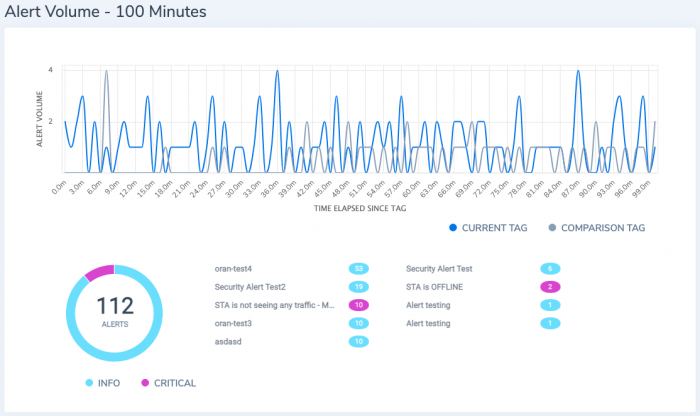 Alert Volume - 100 Minutes
4
2
ALERT VOLUME
0.0m 3.0m 6.0m 9.0m 12.0m 15.0m 18.0m 21.0m 24.0m 27.0m 30.0m 33.0m 36.0m 39.0m 42.0m 45.0m 48.0m 51.0m 54.0m 57.0m 60.0m 63.0m 66.0m 69.0m 72.0m 75.0m 78.0m 81.0m 84.0m 87.0m 90.0m 93.0m 96.0m 99.0m
TIME ELAPSED SINCE TAG
CURRENT TAG COMPARISON TAG
oran-test4 53 Security Alert Test 6
Security Alert Test2 19 STA is OFFLINE 2
STA is not seeing any traffic - M... 10 Alert testing 1
oran-test3 10 Alert testing 1
asdasd 10
112
ALERTS
INFO CRITICAL